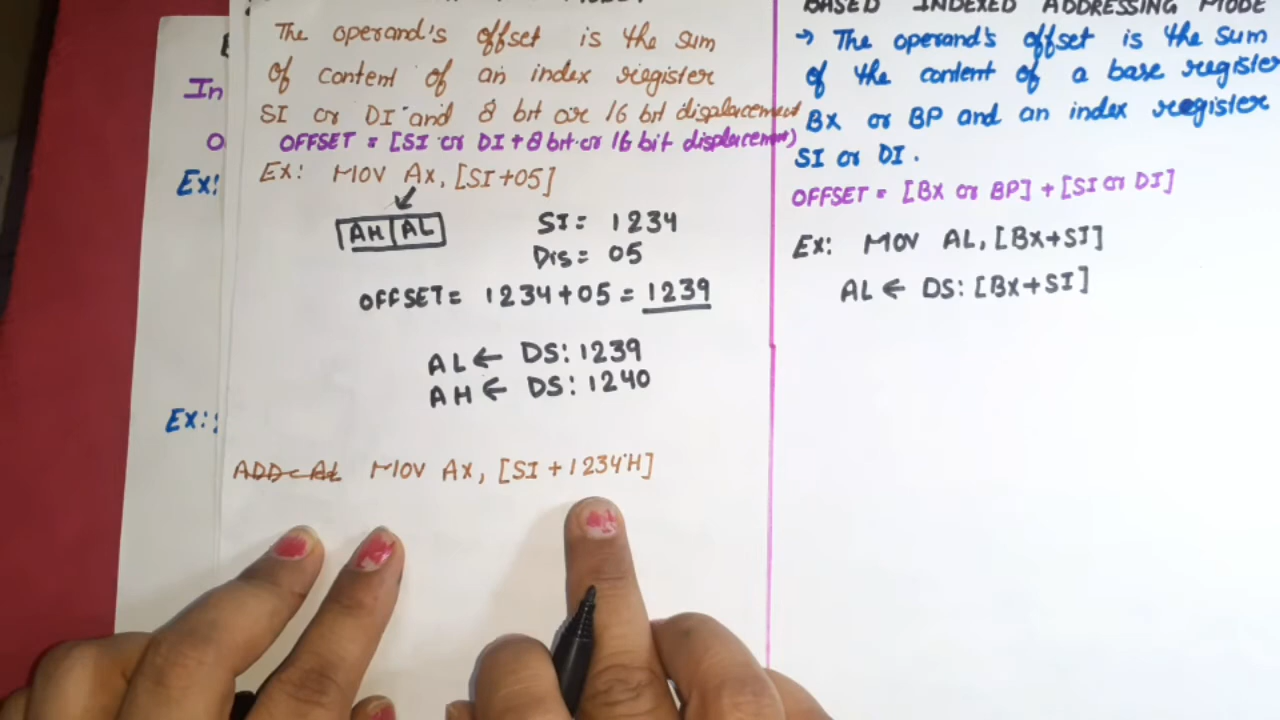 The operand's offset is the sum
of content of an index register
SI or DI and 8 bit or 16 bit displacement
OFFSET = [SI or DI + 8 bit or 16 bit displacement)
Ex: MOV Ax, [SI+05]
AH AL
SI = 1234
Dis = 05
OFFSET = 1234+05 = 1239
AL ← DS: 1239
AH ← DS: 1240
MOV AX, [SI + 1234H]
In
O
Ex:
Ex:
BASED INDEXED ADDRESSING MODE
→ The operand's offset is the sum
of the content of a base register
BX or BP and an index register
SI or DI.
OFFSET = [BX or BP] + [SI or DI]
Ex: MOV AL, [BX+SI]
AL ← DS: [BX+SI]